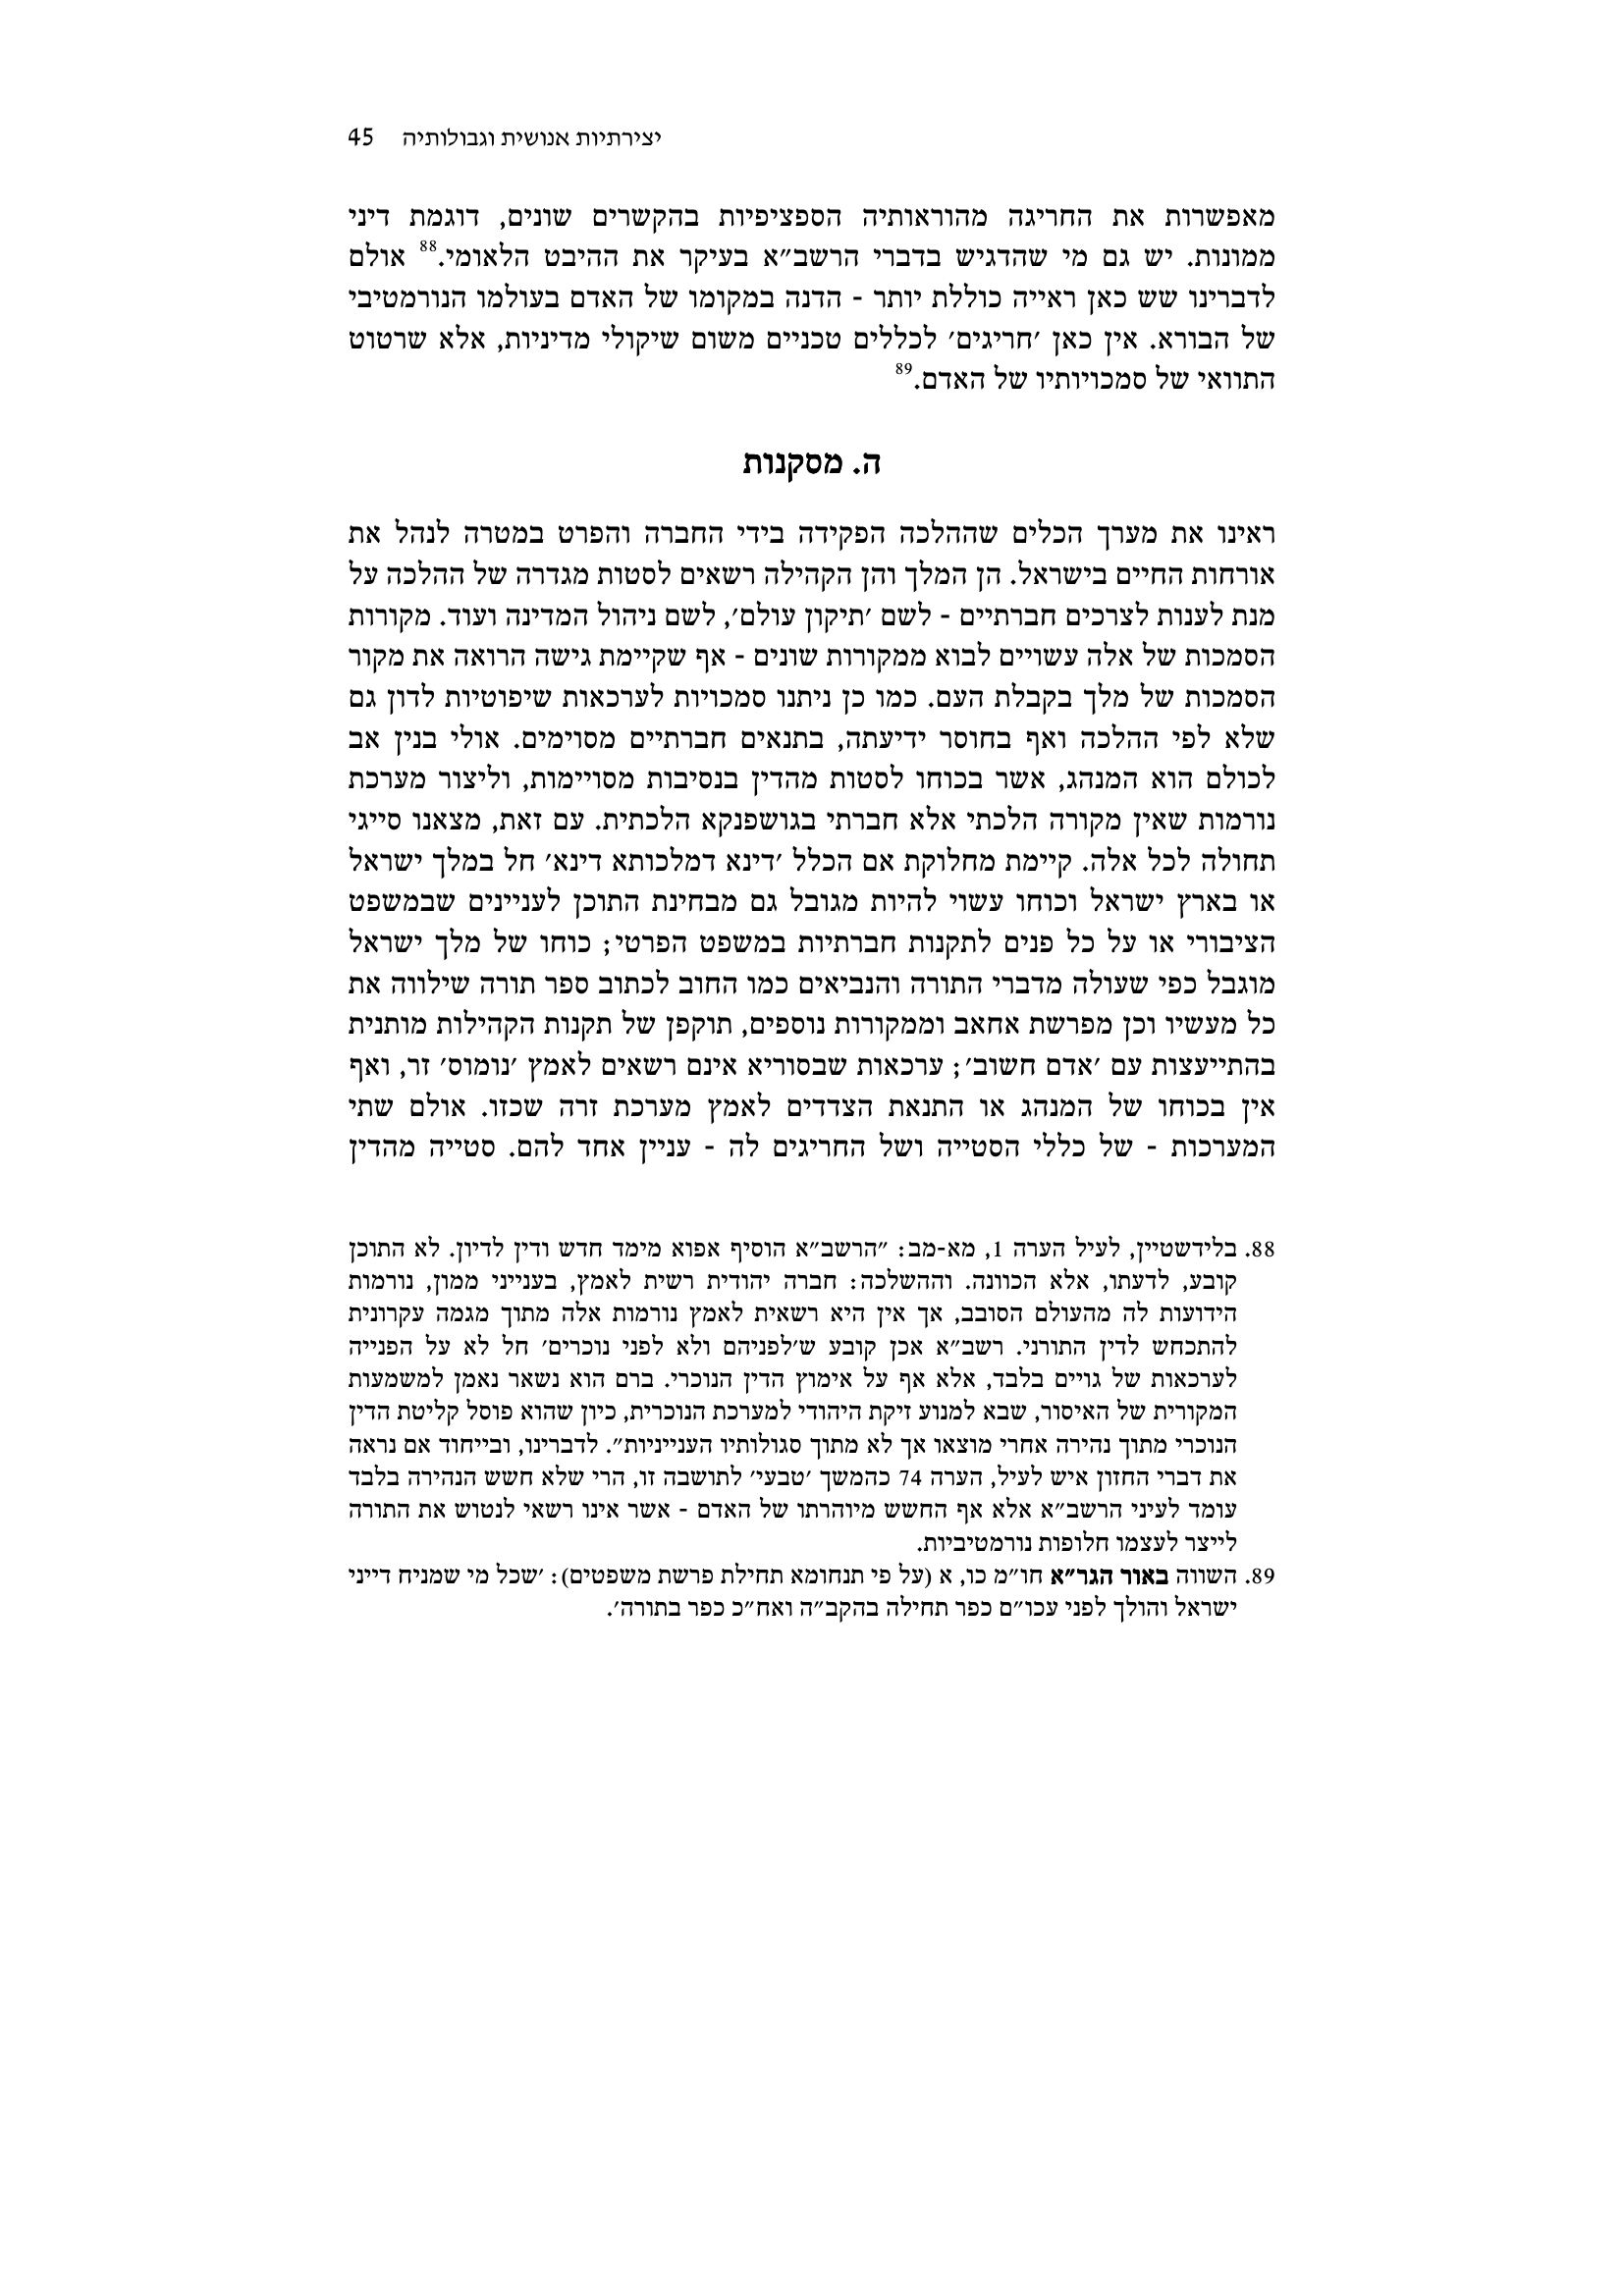 יצירתיות אנושית וגבולותיה 45
מאפשרות את החריגה מהוראותיה הספציפיות בהקשרים שונים, דוגמת דיני
ממונות. יש גם מי שהדגיש בדברי הרשב״א בעיקר את ההיבט הלאומי.88 אולם
לדברינו שש כאן ראייה כוללת יותר - הדנה במקומו של האדם בעולמו הנורמטיבי
של הבורא. אין כאן ׳חריגים׳ לכללים טכניים משום שיקולי מדיניות, אלא שרטוט
התוואי של סמכויותיו של האדם.89
ה. מסקנות
ראינו את מערך הכלים שההלכה הפקידה בידי החברה והפרט במטרה לנהל את
אורחות החיים בישראל. הן המלך והן הקהילה רשאים לסטות מגדרה של ההלכה על
מנת לענות לצרכים חברתיים - לשם ׳תיקון עולם׳, לשם ניהול המדינה ועוד. מקורות
הסמכות של אלה עשויים לבוא ממקורות שונים - אף שקיימת גישה הרואה את מקור
הסמכות של מלך בקבלת העם. כמו כן ניתנו סמכויות לערכאות שיפוטיות לדון גם
שלא לפי ההלכה ואף בחוסר ידיעתה, בתנאים חברתיים מסוימים. אולי בנין אב
לכולם הוא המנהג, אשר בכוחו לסטות מהדין בנסיבות מסויימות, וליצור מערכת
נורמות שאין מקורה הלכתי אלא חברתי בגושפנקא הלכתית. עם זאת, מצאנו סייגי
תחולה לכל אלה. קיימת מחלוקת אם הכלל ׳דינא דמלכותא דינא׳ חל במלך ישראל
או בארץ ישראל וכוחו עשוי להיות מגובל גם מבחינת התוכן לעניינים שבמשפט
הציבורי או על כל פנים לתקנות חברתיות במשפט הפרטי; כוחו של מלך ישראל
מוגבל כפי שעולה מדברי התורה והנביאים כמו החוב לכתוב ספר תורה שילווה את
כל מעשיו וכן מפרשת אחאב וממקורות נוספים, תוקפן של תקנות הקהילות מותנית
בהתייעצות עם ׳אדם חשוב׳; ערכאות שבסוריא אינם רשאים לאמץ ׳נומוס׳ זר, ואף
אין בכוחו של המנהג או התנאת הצדדים לאמץ מערכת זרה שכזו. אולם שתי
המערכות - של כללי הסטייה ושל החריגים לה - עניין אחד להם. סטייה מהדין
88. בלידשטיין, לעיל הערה 1, מא-מב: ״הרשב״א הוסיף אפוא מימד חדש ודין לדיון. לא התוכן
קובע, לדעתו, אלא הכוונה. וההשלכה: חברה יהודית רשית לאמץ, בענייני ממון, נורמות
הידועות לה מהעולם הסובב, אך אין היא רשאית לאמץ נורמות אלה מתוך מגמה עקרונית
להתכחש לדין התורני. רשב״א אכן קובע ש׳לפניהם ולא לפני נוכרים׳ חל לא על הפנייה
לערכאות של גויים בלבד, אלא אף על אימוץ הדין הנוכרי. ברם הוא נשאר נאמן למשמעות
המקורית של האיסור, שבא למנוע זיקת היהודי למערכת הנוכרית, כיון שהוא פוסל קליטת הדין
הנוכרי מתוך נהירה אחרי מוצאו אך לא מתוך סגולותיו הענייניות״. לדברינו, ובייחוד אם נראה
את דברי החזון איש לעיל, הערה 74 כהמשך ׳טבעי׳ לתושבה זו, הרי שלא חשש הנהירה בלבד
עומד לעיני הרשב״א אלא אף החשש מיוהרתו של האדם - אשר אינו רשאי לנטוש את התורה
לייצר לעצמו חלופות נורמטיביות.
89. השווה באור הגר״א חו״מ כו, א (על פי תנחומא תחילת פרשת משפטים): ׳שכל מי שמניח דייני
ישראל והולך לפני עכו״ם כפר תחילה בהקב״ה ואח״כ כפר בתורה׳.